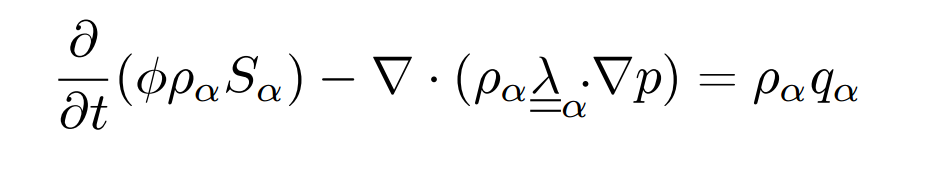 ∂/∂t (ϕρ_α S_α) − ∇ · (ρ_α λ̳_α · ∇p) = ρ_α q_α